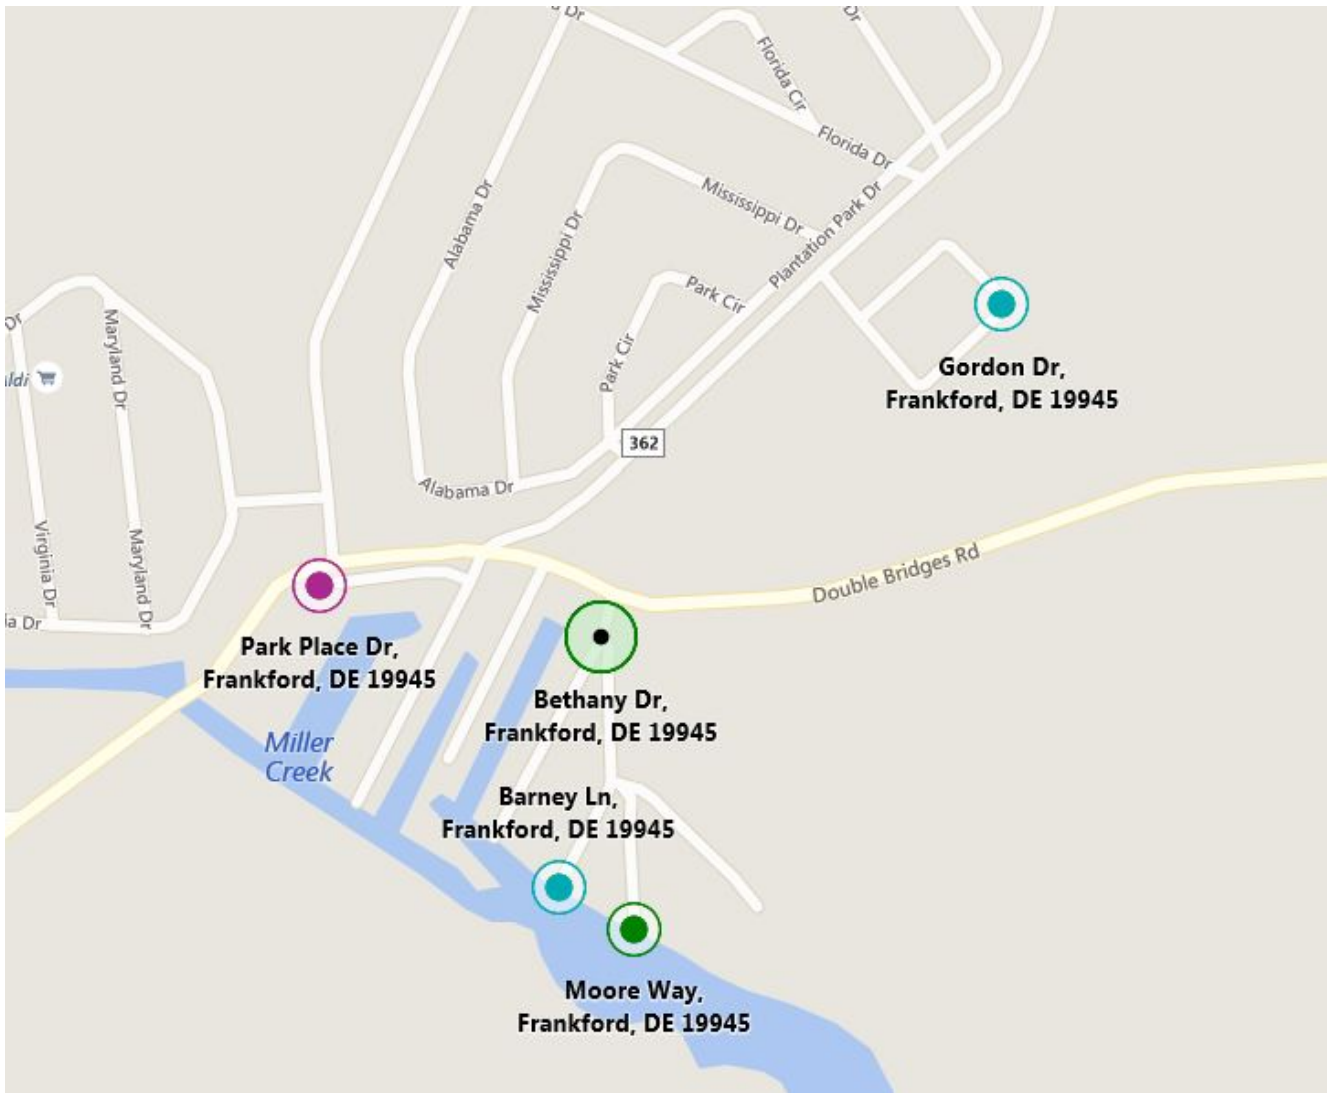 Dr
Florida Cir
Florida Dr
Mississippi Dr
Plantation Park Dr
Alabama Dr
Mississippi Dr
Park Cir
Park Cir
Dr
Maryland Dr
Gordon Dr,
Frankford, DE 19945
362
Alabama Dr
Virginia Dr
Maryland Dr
Double Bridges Rd
Dr
Park Place Dr,
Frankford, DE 19945
Bethany Dr,
Frankford, DE 19945
Miller
Creek
Barney Ln,
Frankford, DE 19945
Moore Way,
Frankford, DE 19945